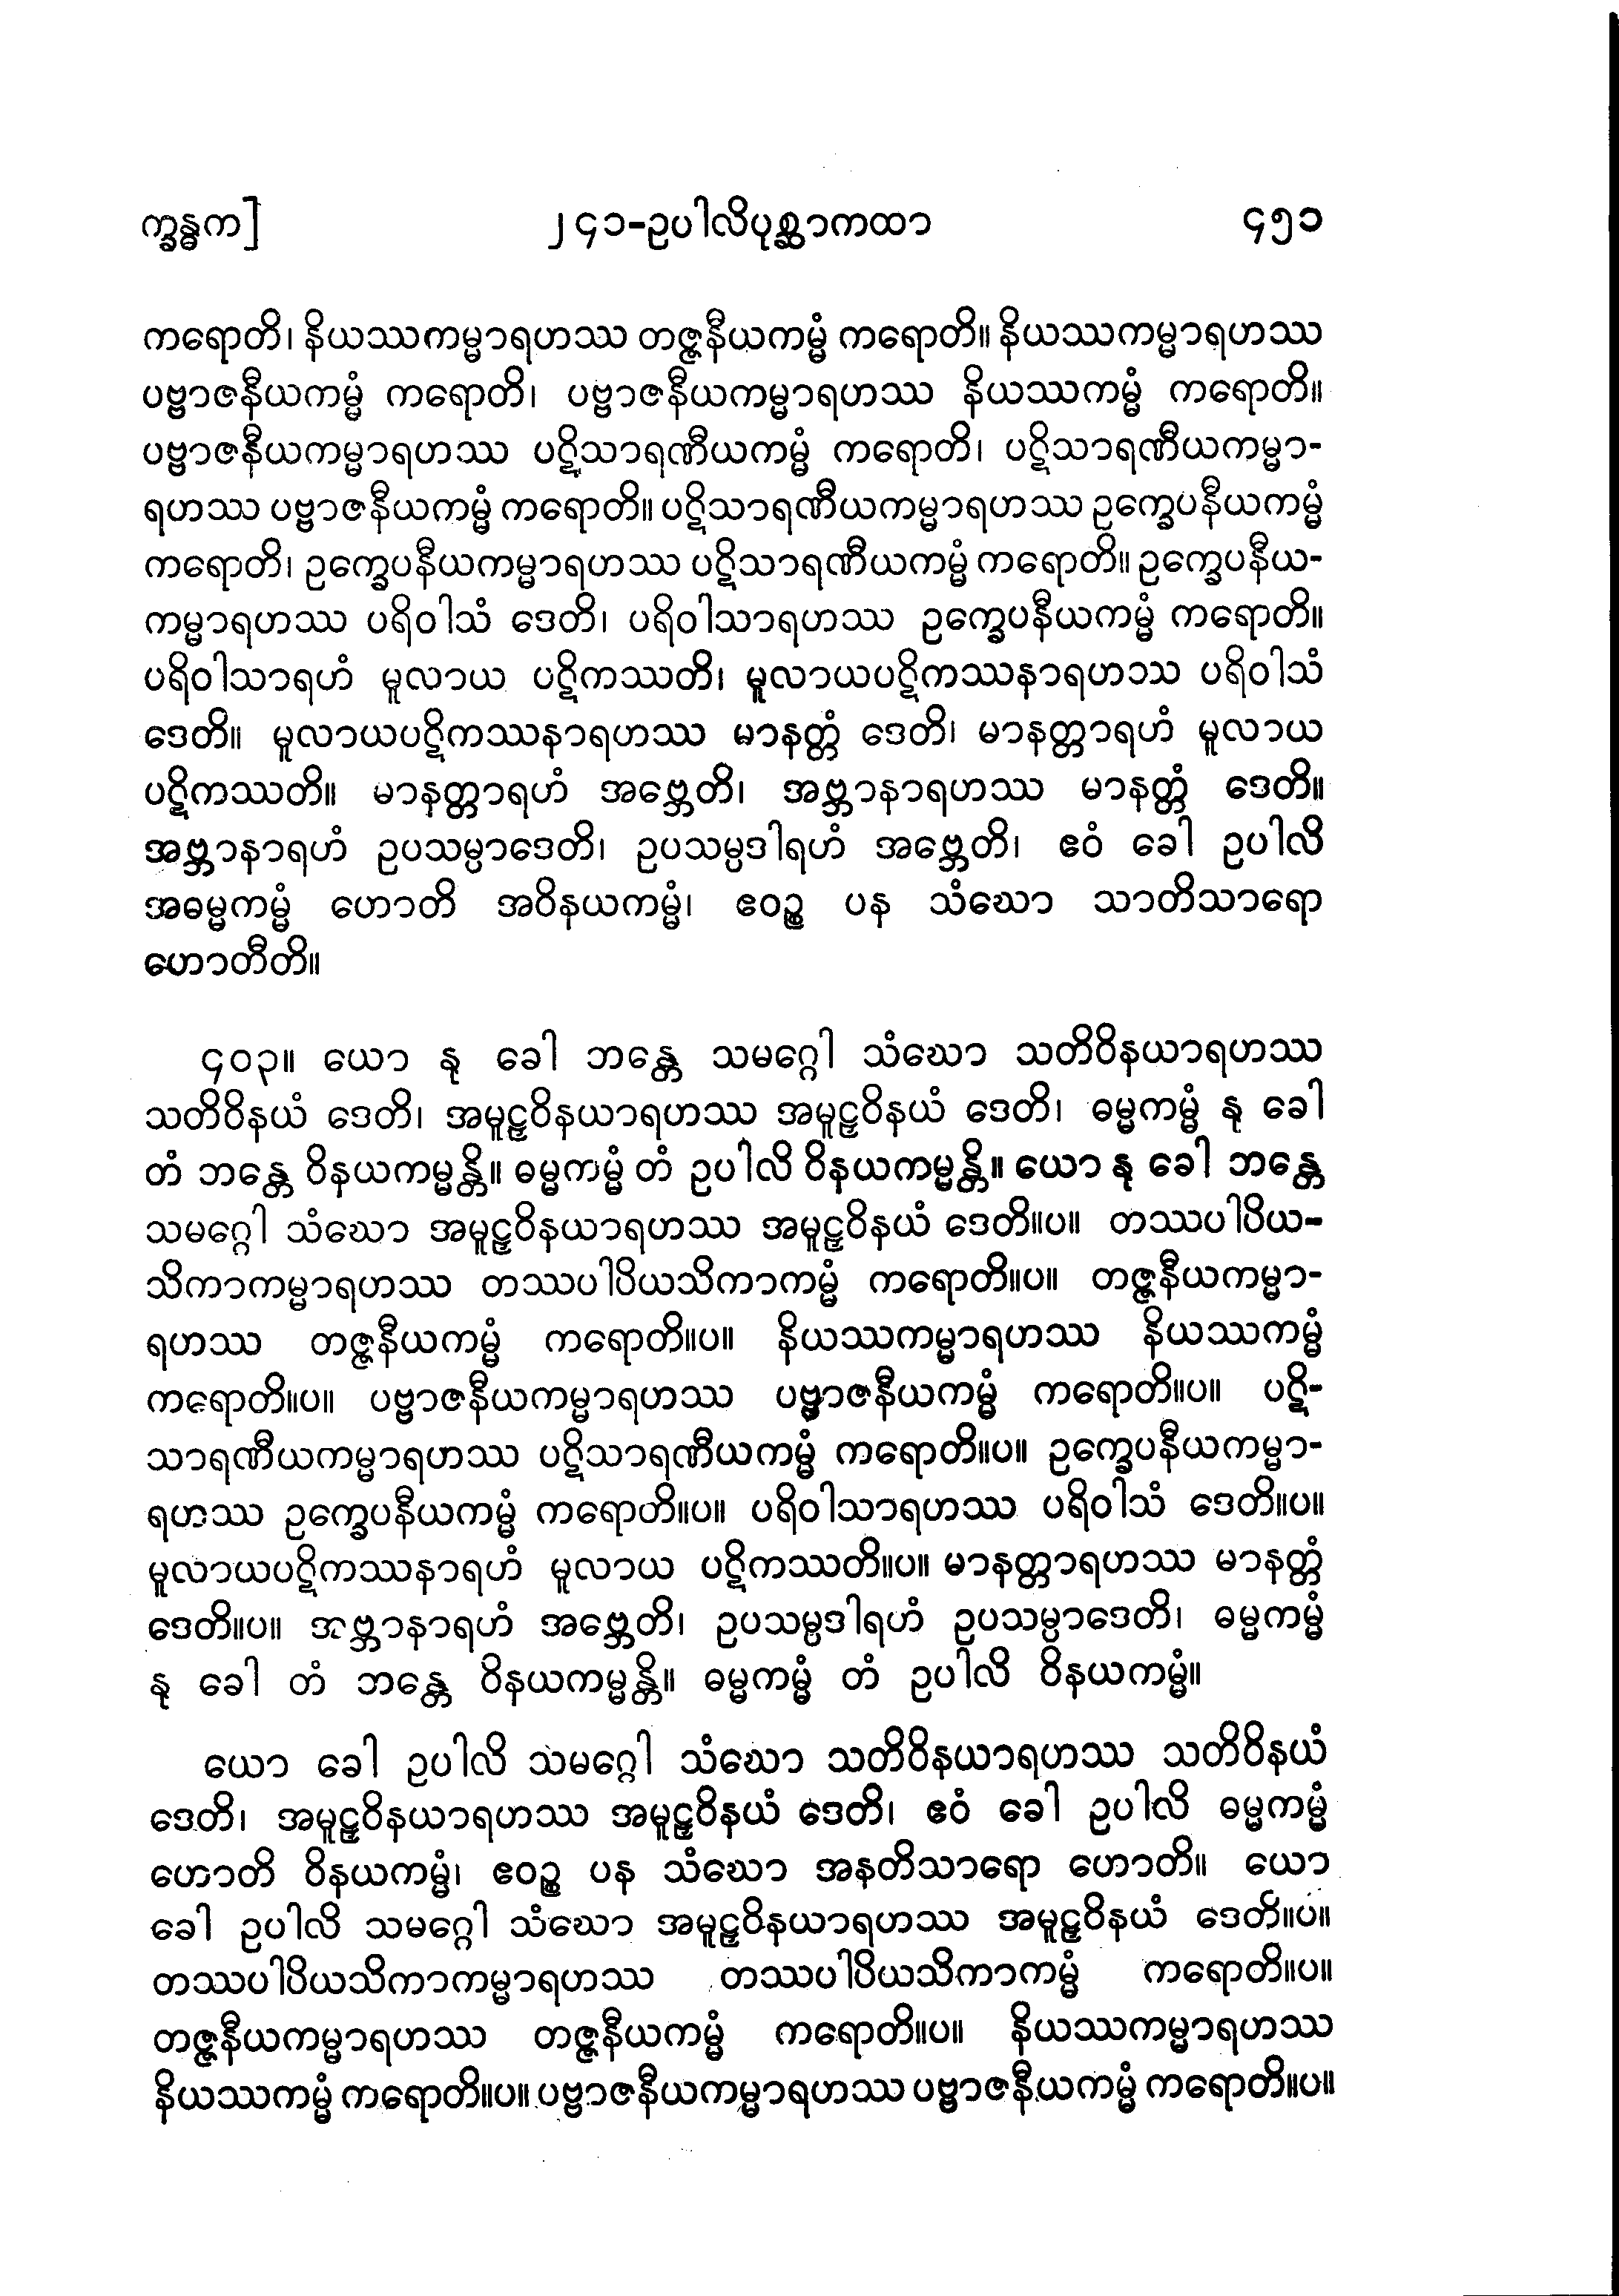 က္ခန္ဓက]
၂၄၁-ဥပါလိပုစ္ဆာကထာ
၄၅၁
ကရောတိ၊ နိယဿကမ္မာရဟဿ တဇ္ဇနီယကမ္မံ ကရောတိ။ နိယဿကမ္မာရဟဿ
ပဗ္ဗာဇနီယကမ္မံ ကရောတိ၊ ပဗ္ဗာဇနီယကမ္မာရဟဿ နိယဿကမ္မံ ကရောတိ။
ပဗ္ဗာဇနီယကမ္မာရဟဿ ပဋိသာရဏီယကမ္မံ ကရောတိ၊ ပဋိသာရဏီယကမ္မာ-
ရဟဿ ပဗ္ဗာဇနီယကမ္မံ ကရောတိ။ ပဋိသာရဏီယကမ္မာရဟဿ ဥက္ခေပနီယကမ္မံ
ကရောတိ၊ ဥက္ခေပနီယကမ္မာရဟဿ ပဋိသာရဏီယကမ္မံ ကရောတိ။ ဥက္ခေပနီယ-
ကမ္မာရဟဿ ပရိဝါသံ ဒေတိ၊ ပရိဝါသာရဟဿ ဥက္ခေပနီယကမ္မံ ကရောတိ။
ပရိဝါသာရဟံ မူလာယ ပဋိကဿတိ၊ မူလာယပဋိကဿနာရဟဿ ပရိဝါသံ
ဒေတိ။ မူလာယပဋိကဿနာရဟဿ မာနတ္တံ ဒေတိ၊ မာနတ္တာရဟံ မူလာယ
ပဋိကဿတိ။ မာနတ္တာရဟံ အဗ္ဘေတိ၊ အဗ္ဘာနာရဟဿ မာနတ္တံ ဒေတိ။
အဗ္ဘာနာရဟံ ဥပသမ္ပာဒေတိ၊ ဥပသမ္ပဒါရဟံ အဗ္ဘေတိ၊ ဧဝံ ခေါ ဥပါလိ
အဓမ္မကမ္မံ ဟောတိ အဝိနယကမ္မံ၊ ဧဝဉ္စ ပန သံဃော သာတိသာရော
ဟောတီတိ။
၄၀၃။ ယော နု ခေါ ဘန္တေ သမဂ္ဂေါ သံဃော သတိဝိနယာရဟဿ
သတိဝိနယံ ဒေတိ၊ အမူဠှဝိနယာရဟဿ အမူဠှဝိနယံ ဒေတိ၊ ဓမ္မကမ္မံ နု ခေါ
တံ ဘန္တေ ဝိနယကမ္မန္တိ။ ဓမ္မကမ္မံ တံ ဥပါလိ ဝိနယကမ္မန္တိ။ ယော နု ခေါ ဘန္တေ
သမဂ္ဂေါ သံဃော အမူဠှဝိနယာရဟဿ အမူဠှဝိနယံ ဒေတိ။ပ။ တဿပါပိယ-
သိကာကမ္မာရဟဿ တဿပါပိယသိကာကမ္မံ ကရောတိ။ပ။ တဇ္ဇနီယကမ္မာ-
ရဟဿ တဇ္ဇနီယကမ္မံ ကရောတိ။ပ။ နိယဿကမ္မာရဟဿ နိယဿကမ္မံ
ကရောတိ။ပ။ ပဗ္ဗာဇနီယကမ္မာရဟဿ ပဗ္ဗာဇနီယကမ္မံ ကရောတိ။ပ။ ပဋိ-
သာရဏီယကမ္မာရဟဿ ပဋိသာရဏီယကမ္မံ ကရောတိ။ပ။ ဥက္ခေပနီယကမ္မာ-
ရဟဿ ဥက္ခေပနီယကမ္မံ ကရောတိ။ပ။ ပရိဝါသာရဟဿ ပရိဝါသံ ဒေတိ။ပ။
မူလာယပဋိကဿနာရဟံ မူလာယ ပဋိကဿတိ။ပ။ မာနတ္တာရဟဿ မာနတ္တံ
ဒေတိ။ပ။ အဗ္ဘာနာရဟံ အဗ္ဘေတိ၊ ဥပသမ္ပဒါရဟံ ဥပသမ္ပာဒေတိ၊ ဓမ္မကမ္မံ
နု ခေါ တံ ဘန္တေ ဝိနယကမ္မန္တိ။ ဓမ္မကမ္မံ တံ ဥပါလိ ဝိနယကမ္မံ။
ယော ခေါ ဥပါလိ သမဂ္ဂေါ သံဃော သတိဝိနယာရဟဿ သတိဝိနယံ
ဒေတိ၊ အမူဠှဝိနယာရဟဿ အမူဠှဝိနယံ ဒေတိ၊ ဧဝံ ခေါ ဥပါလိ ဓမ္မကမ္မံ
ဟောတိ ဝိနယကမ္မံ၊ ဧဝဉ္စ ပန သံဃော အနတိသာရော ဟောတိ။ ယော
ခေါ ဥပါလိ သမဂ္ဂေါ သံဃော အမူဠှဝိနယာရဟဿ အမူဠှဝိနယံ ဒေတိ။ပ။
တဿပါပိယသိကာကမ္မာရဟဿ တဿပါပိယသိကာကမ္မံ ကရောတိ။ပ။
တဇ္ဇနီယကမ္မာရဟဿ တဇ္ဇနီယကမ္မံ ကရောတိ။ပ။ နိယဿကမ္မာရဟဿ
နိယဿကမ္မံ ကရောတိ။ပ။ ပဗ္ဗာဇနီယကမ္မာရဟဿ ပဗ္ဗာဇနီယကမ္မံ ကရောတိ။ပ။